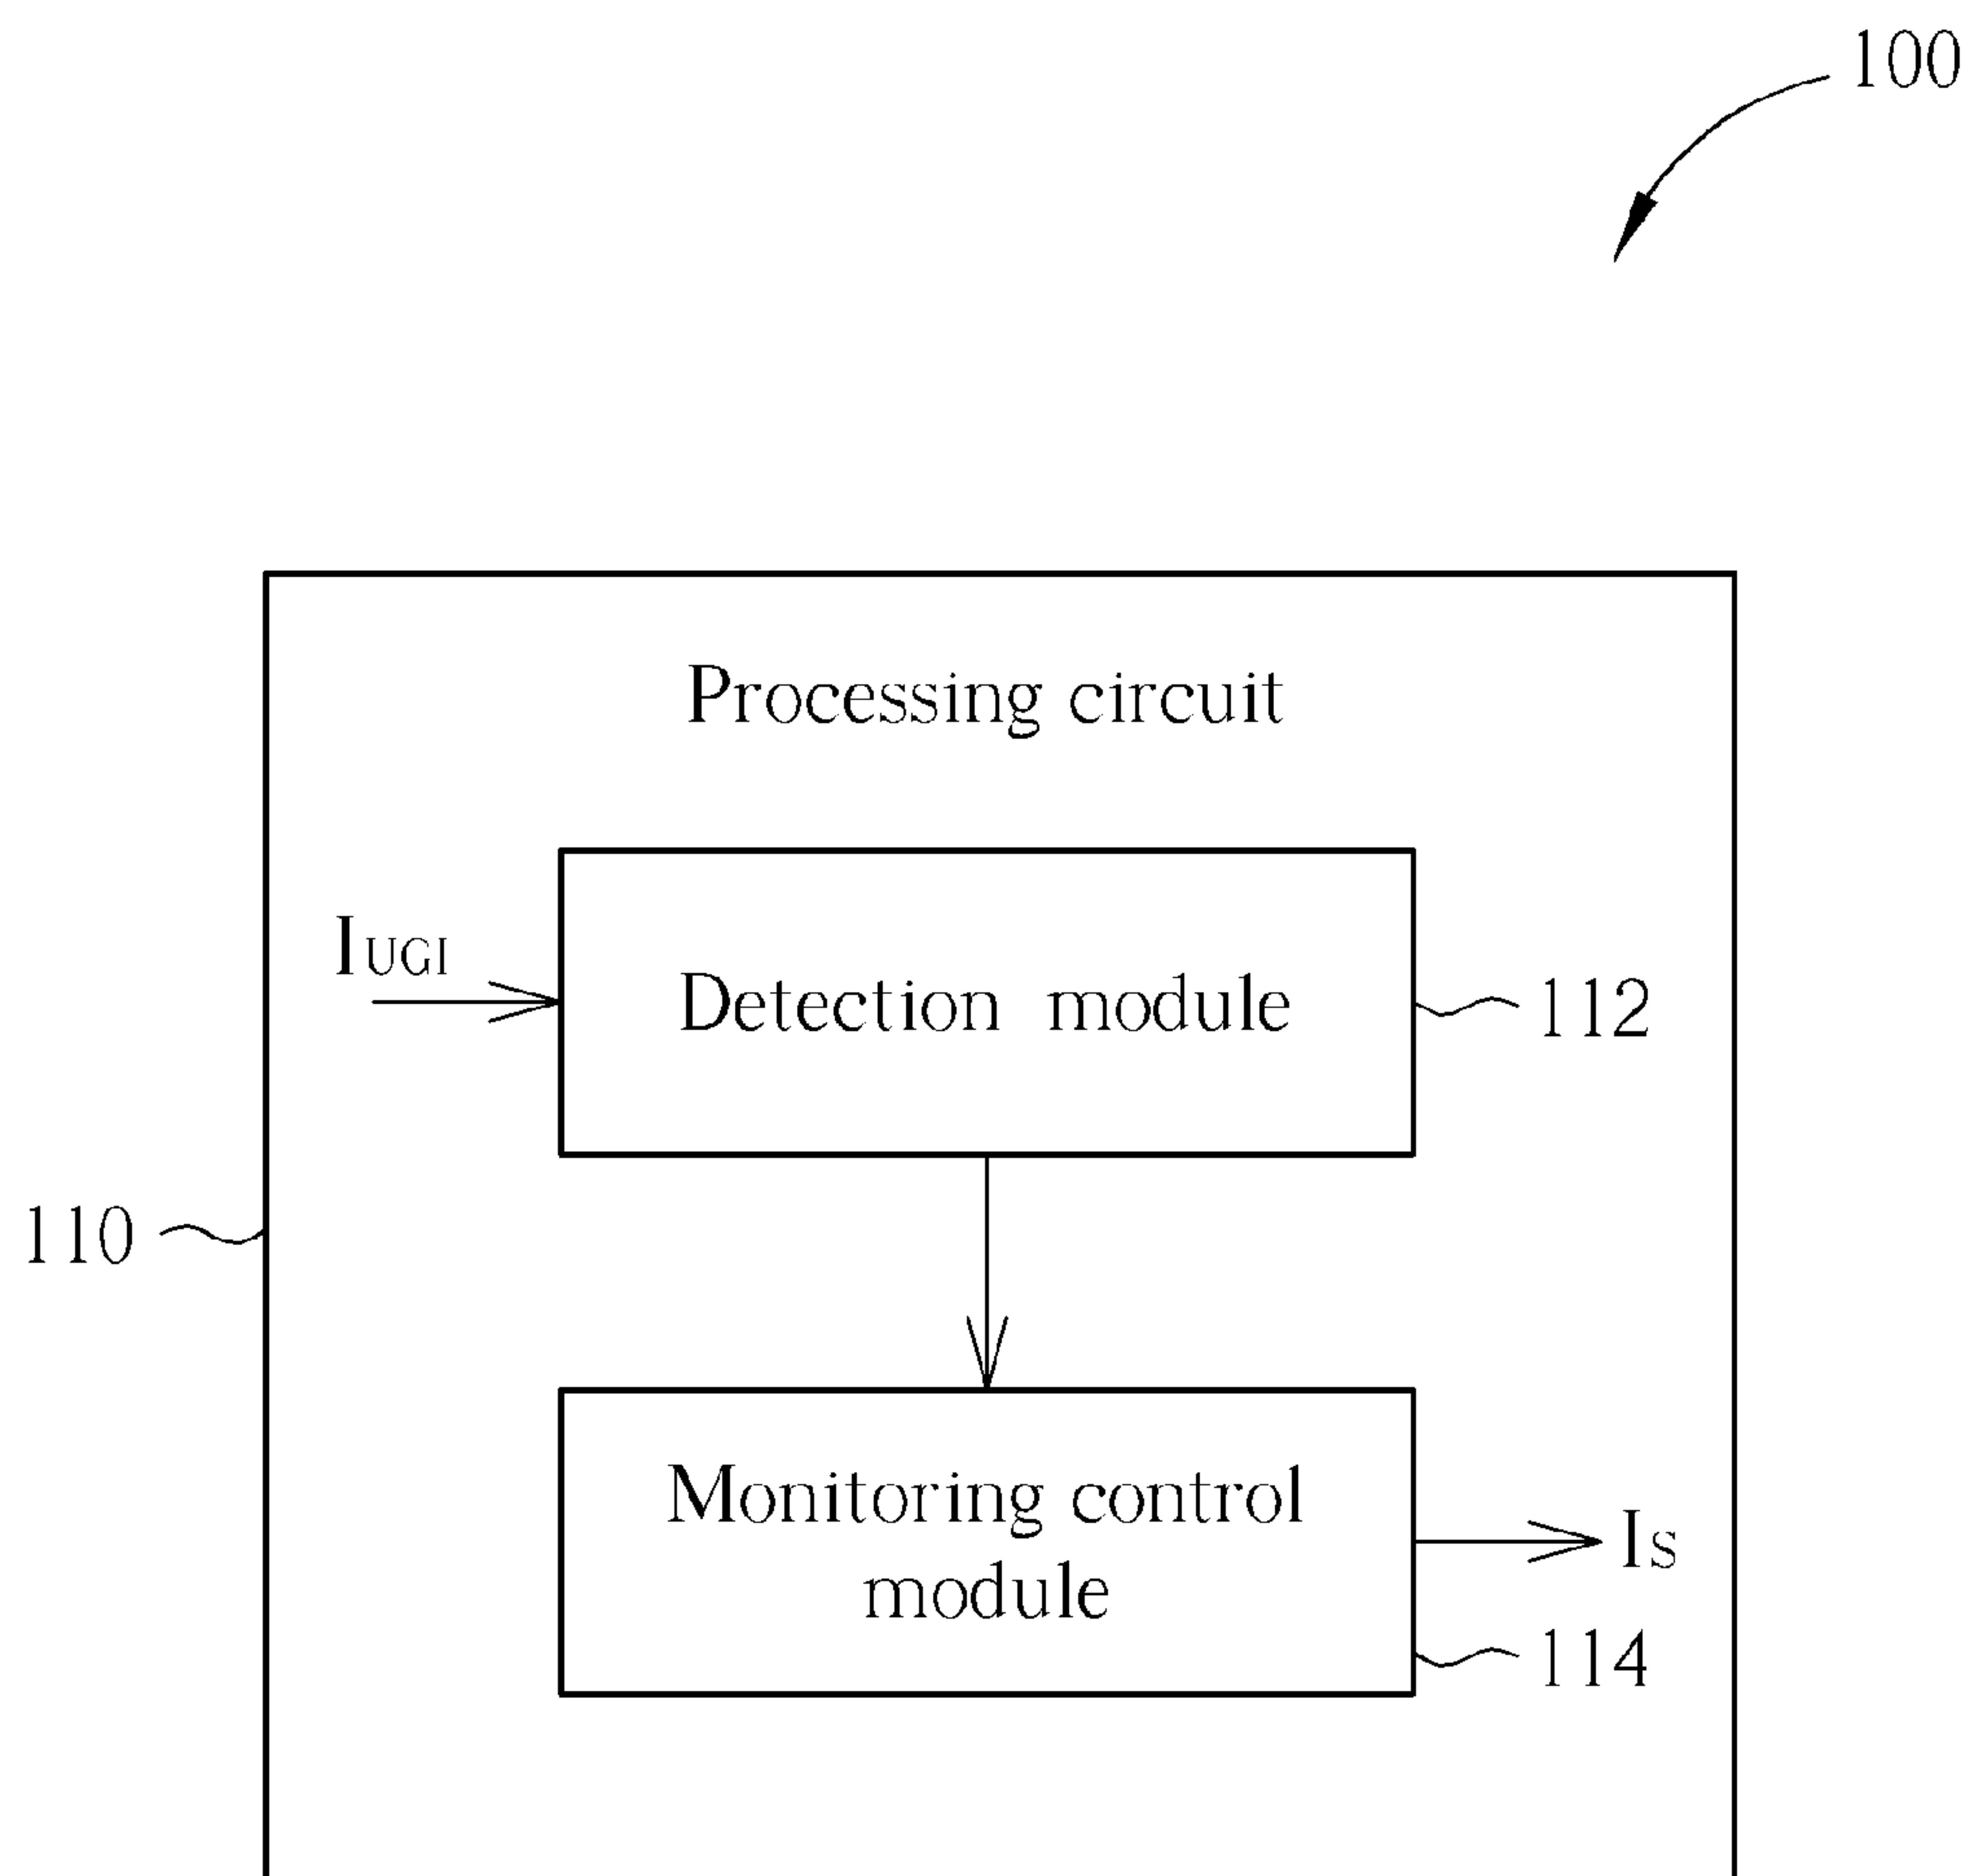 100
Processing circuit
IUGI
Detection module
112
110
Monitoring control
module
Is
114